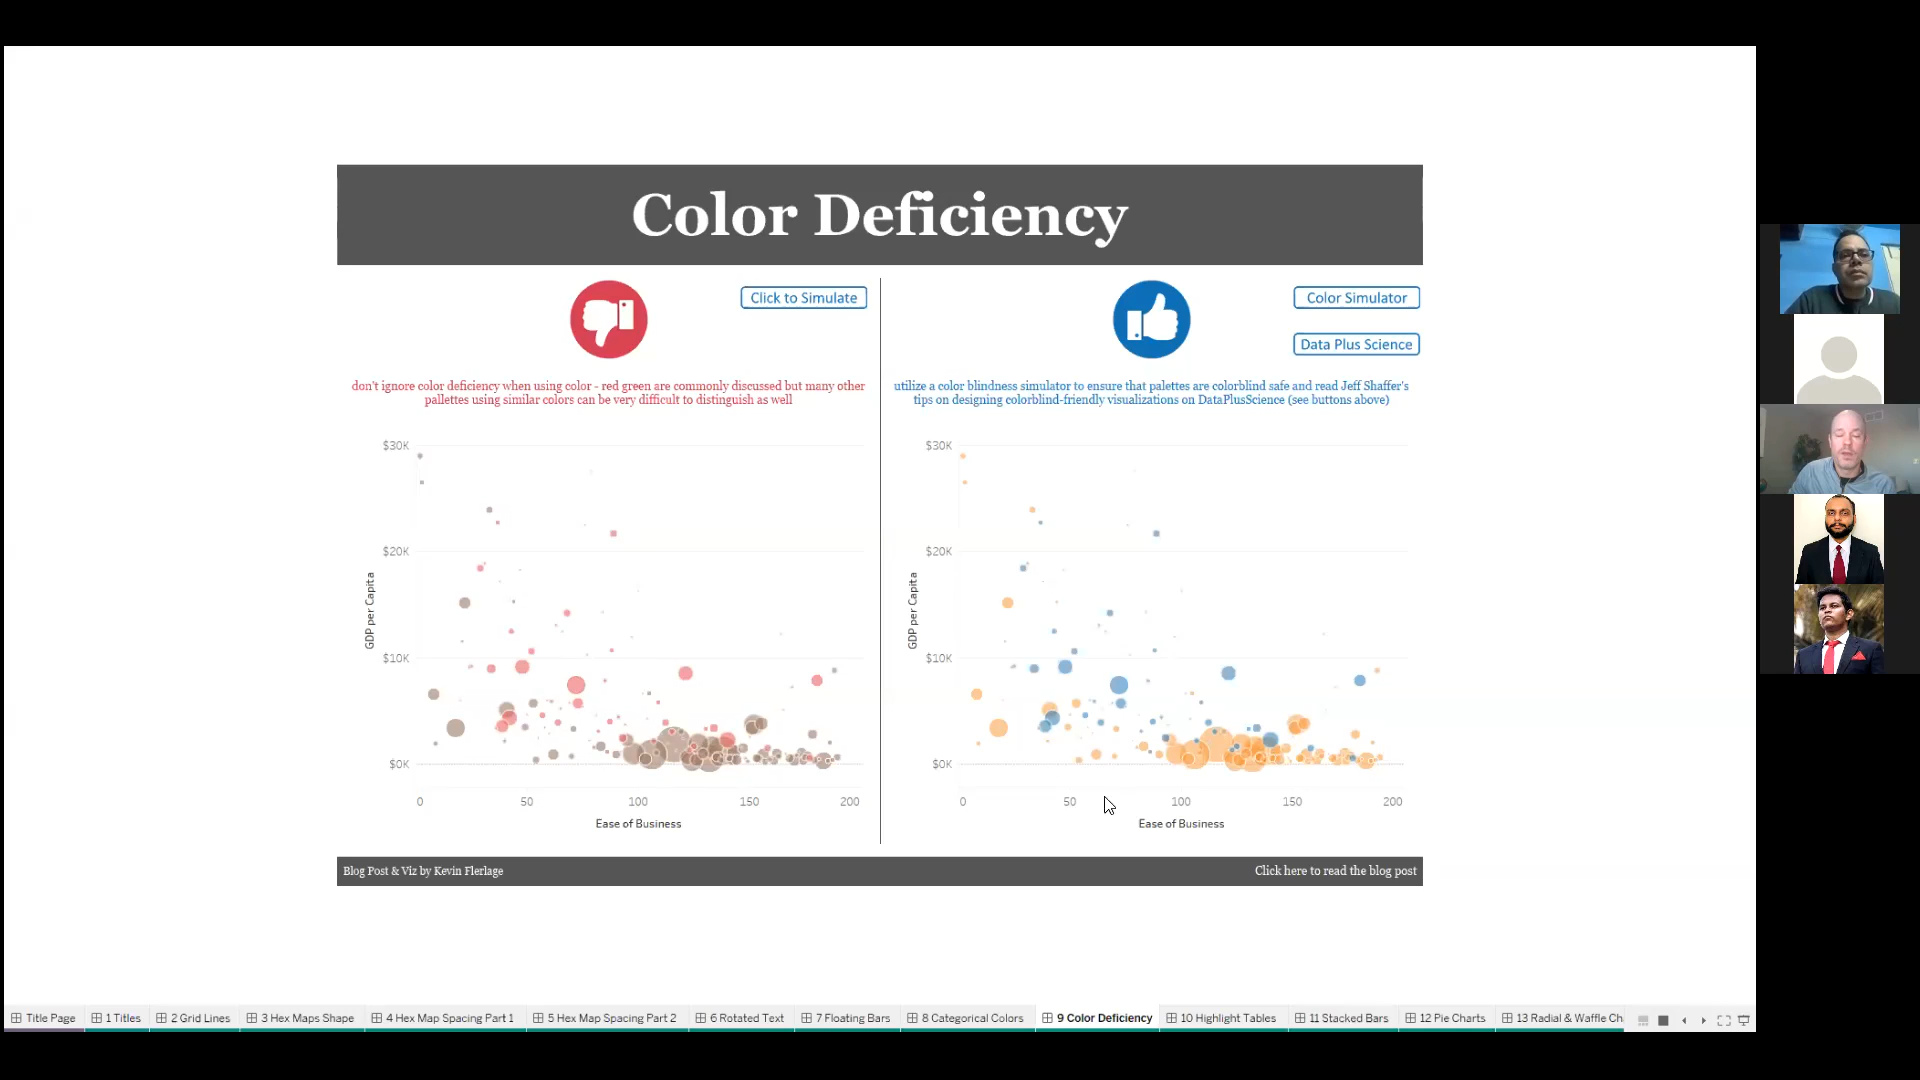 Color Deficiency
Click to Simulate
Color Simulator
Data Plus Science
don't ignore color deficiency when using color - red green are commonly discussed but many other
pallettes using similar colors can be very difficult to distinguish as well
utilize a color blindness simulator to ensure that palettes are colorblind safe and read Jeff Shaffer's
tips on designing colorblind-friendly visualizations on DataPlusScience (see buttons above)
$30K
$20K
$10K
$0K
GDP per Capita
0 50 100 150 200
Ease of Business
$30K
$20K
$10K
$0K
GDP per Capita
0 50 100 150 200
Ease of Business
Blog Post & Viz by Kevin Flerlage
Click here to read the blog post
Title Page
1 Titles
2 Grid Lines
3 Hex Maps Shape
4 Hex Map Spacing Part 1
5 Hex Map Spacing Part 2
6 Rotated Text
7 Floating Bars
8 Categorical Colors
9 Color Deficiency
10 Highlight Tables
11 Stacked Bars
12 Pie Charts
13 Radial & Waffle Ch